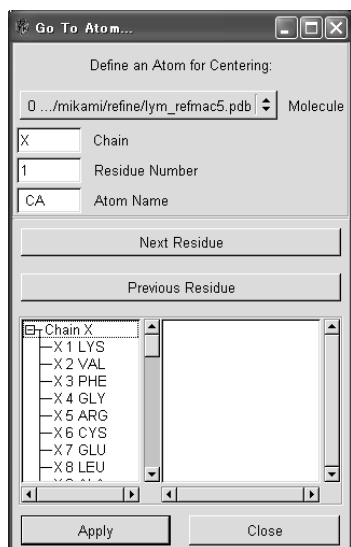 Go To Atom...
Define an Atom for Centering:
0 .../mikami/refine/lym_refmac5.pdb Molecule
X Chain
1 Residue Number
CA Atom Name
Next Residue
Previous Residue
Chain X
X 1 LYS
X 2 VAL
X 3 PHE
X 4 GLY
X 5 ARG
X 6 CYS
X 7 GLU
X 8 LEU
Apply Close